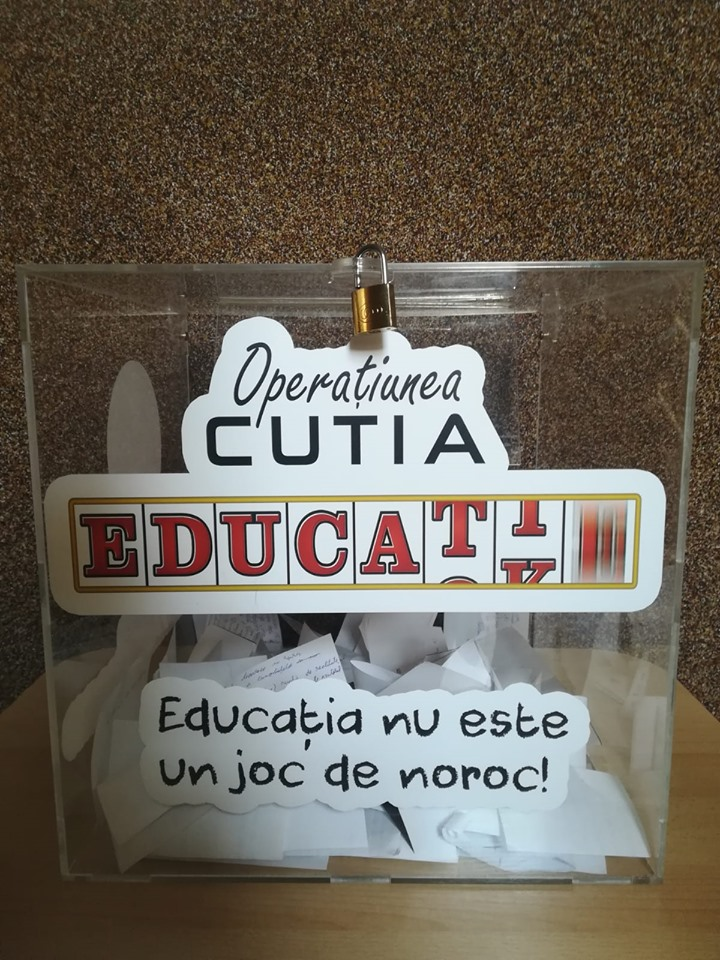 Operațiunea
CUTIA
EDUCATI
K
Educația nu este
un joc de noroc!